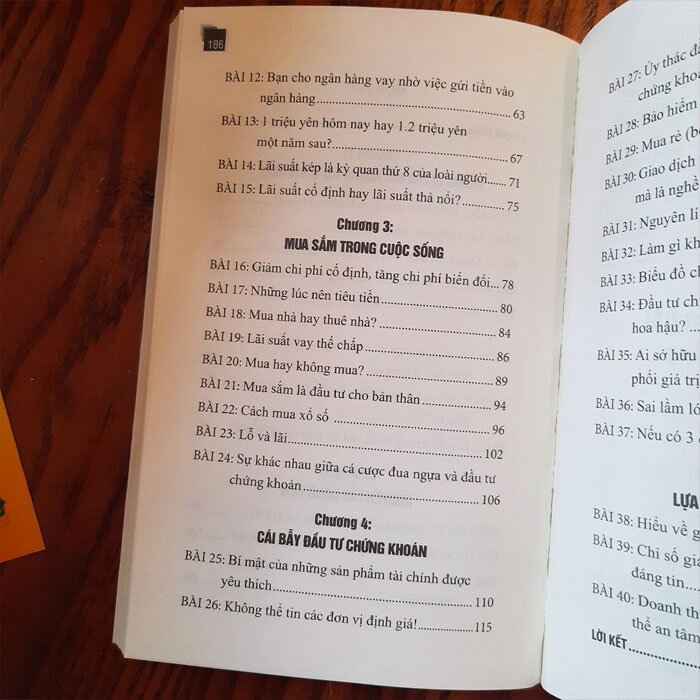 186
BÀI 12: Bạn cho ngân hàng vay nhờ việc gửi tiền vào
ngân hàng........................................................ 63
BÀI 13: 1 triệu yên hôm nay hay 1.2 triệu yên
một năm sau?.................................................. 67
BÀI 14: Lãi suất kép là kỳ quan thứ 8 của loài người..... 71
BÀI 15: Lãi suất cố định hay lãi suất thả nổi?.............. 75
Chương 3:
MUA SẮM TRONG CUỘC SỐNG
BÀI 16: Giảm chi phí cố định, tăng chi phí biến đổi... 78
BÀI 17: Những lúc nên tiêu tiền.................................. 80
BÀI 18: Mua nhà hay thuê nhà?.................................. 84
BÀI 19: Lãi suất vay thế chấp..................................... 86
BÀI 20: Mua hay không mua?..................................... 89
BÀI 21: Mua sắm là đầu tư cho bản thân..................... 94
BÀI 22: Cách mua xổ số ............................................ 96
BÀI 23: Lỗ và lãi...................................................... 102
BÀI 24: Sự khác nhau giữa cá cược đua ngựa và đầu tư
chứng khoán................................................... 106
Chương 4:
CÁI BẪY ĐẦU TƯ CHỨNG KHOÁN
BÀI 25: Bí mật của những sản phẩm tài chính được
yêu thích........................................................ 110
BÀI 26: Không thể tin các đơn vị định giá!................ 115
BÀI 27: Ủy thác đầ
chứng khoá
BÀI 28: Bảo hiểm
BÀI 29: Mua rẻ (b
BÀI 30: Giao dịch
mà là nghề
BÀI 31: Nguyên lí
BÀI 32: Làm gì kh
BÀI 33: Biểu đồ c
BÀI 34: Đầu tư ch
hoa hậu? ...
BÀI 35: Ai sở hữu
phối giá trị
BÀI 36: Sai lầm ló
BÀI 37: Nếu có 3
LỰA
BÀI 38: Hiểu về g
BÀI 39: Chỉ số giá
đáng tin....
BÀI 40: Doanh th
thể an tâm
LỜI KẾT..............